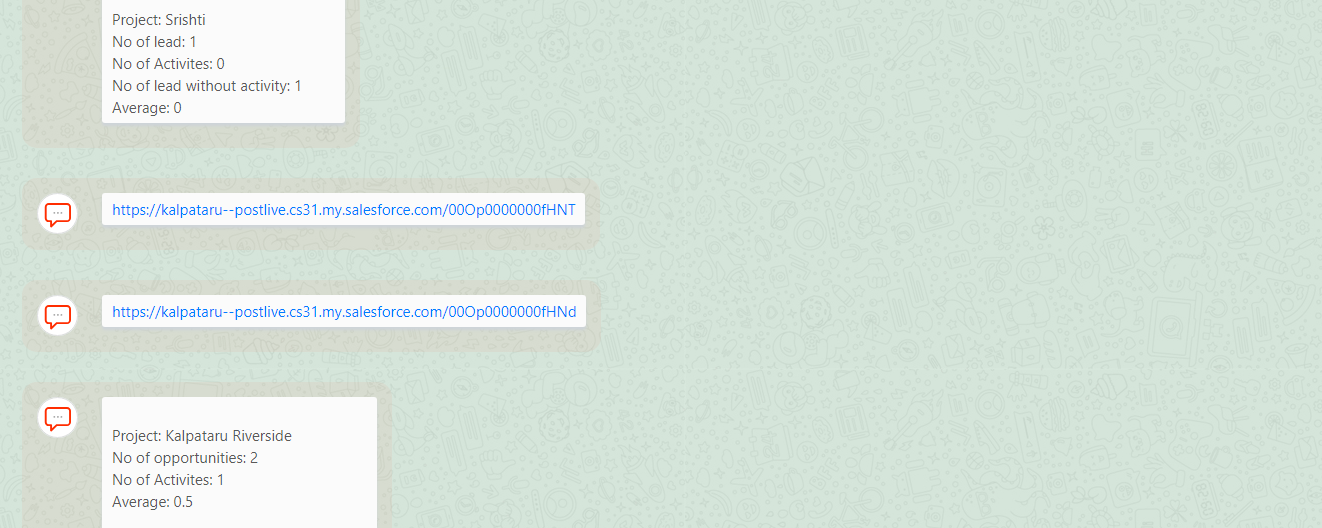 Project: Srishti
No of lead: 1
No of Activites: 0
No of lead without activity: 1
Average: 0
https://kalpataru--postlive.cs31.my.salesforce.com/00Op0000000fHNT
https://kalpataru--postlive.cs31.my.salesforce.com/00Op0000000fHNd
Project: Kalpataru Riverside
No of opportunities: 2
No of Activites: 1
Average: 0.5